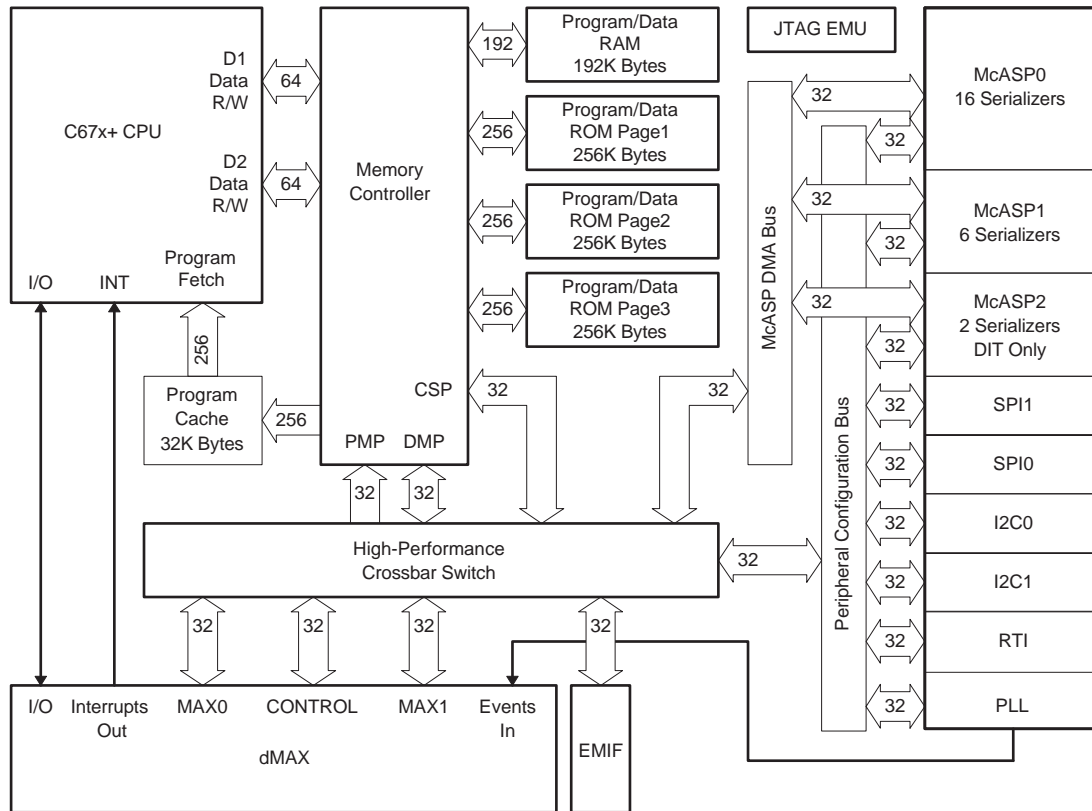 C67x+ CPU
D1
Data
R/W
64
D2
Data
R/W
64
Program
Fetch
I/O
INT
256
Program
Cache
32K Bytes
256
Memory
Controller
CSP
32
PMP
DMP
32
32
192
Program/Data
RAM
192K Bytes
256
Program/Data
ROM Page1
256K Bytes
256
Program/Data
ROM Page2
256K Bytes
256
Program/Data
ROM Page3
256K Bytes
JTAG EMU
McASP DMA Bus
32
32
32
32
Peripheral Configuration Bus
32
32
32
32
32
32
32
32
32
32
McASP0
16 Serializers
McASP1
6 Serializers
McASP2
2 Serializers
DIT Only
SPI1
SPI0
I2C0
I2C1
RTI
PLL
High-Performance
Crossbar Switch
32
32
32
32
I/O
Interrupts
Out
MAX0
CONTROL
MAX1
Events
In
dMAX
EMIF